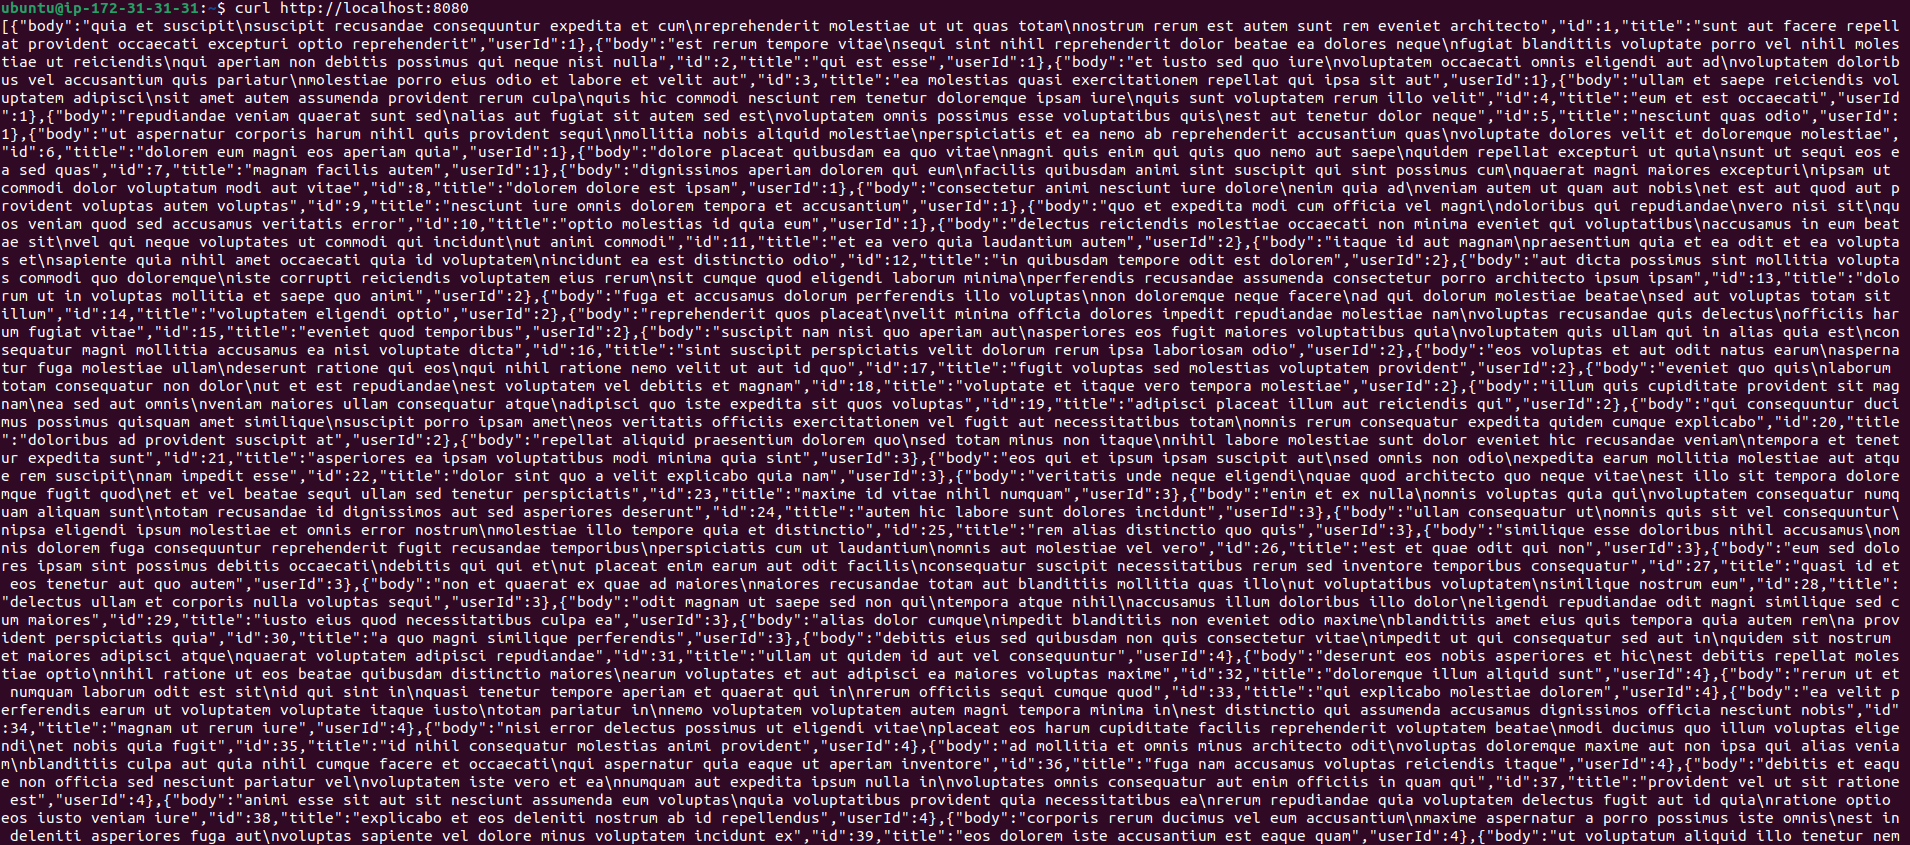 ubuntu@ip-172-31-31-31:~$ curl http://localhost:8080
[{"body":"quia et suscipit\nsuscipit recusandae consequuntur expedita et cum\nreprehenderit molestiae ut ut quas totam\nnostrum rerum est autem sunt rem eveniet architecto","id":1,"title":"sunt aut facere repell
at provident occaecati excepturi optio reprehenderit","userId":1},{"body":"est rerum tempore vitae\nsequi sint nihil reprehenderit dolor beatae ea dolores neque\nfugiat blanditiis voluptate porro vel nihil moles
tiae ut reiciendis\nqui aperiam non debitis possimus qui neque nisi nulla","id":2,"title":"qui est esse","userId":1},{"body":"et iusto sed quo iure\nvoluptatem occaecati omnis eligendi aut ad\nvoluptatem dolorib
us vel accusantium quis pariatur\nmolestiae porro eius odio et labore et velit aut","id":3,"title":"ea molestias quasi exercitationem repellat qui ipsa sit aut","userId":1},{"body":"ullam et saepe reiciendis vol
uptatem adipisci\nsit amet autem assumenda provident rerum culpa\nquis hic commodi nesciunt rem tenetur doloremque ipsam iure\nquis sunt voluptatem rerum illo velit","id":4,"title":"eum et est occaecati","userId
":1},{"body":"repudiandae veniam quaerat sunt sed\nalias aut fugiat sit autem sed est\nvoluptatem omnis possimus esse voluptatibus quis\nest aut tenetur dolor neque","id":5,"title":"nesciunt quas odio","userId":
1},{"body":"ut aspernatur corporis harum nihil quis provident sequi\nmollitia nobis aliquid molestiae\nperspiciatis et ea nemo ab reprehenderit accusantium quas\nvoluptate dolores velit et doloremque molestiae",
"id":6,"title":"dolorem eum magni eos aperiam quia","userId":1},{"body":"dolore placeat quibusdam ea quo vitae\nmagni quis enim qui quis quo nemo aut saepe\nquidem repellat excepturi ut quia\nsunt ut sequi eos e
a sed quas","id":7,"title":"magnam facilis autem","userId":1},{"body":"dignissimos aperiam dolorem qui eum\nfacilis quibusdam animi sint suscipit qui sint possimus cum\nquaerat magni maiores excepturi\nipsam ut
commodi dolor voluptatum modi aut vitae","id":8,"title":"dolorem dolore est ipsam","userId":1},{"body":"consectetur animi nesciunt iure dolore\nenim quia ad\nveniam autem ut quam aut nobis\net est aut quod aut p
rovident voluptas autem voluptas","id":9,"title":"nesciunt iure omnis dolorem tempora et accusantium","userId":1},{"body":"quo et expedita modi cum officia vel magni\ndoloribus qui repudiandae\nvero nisi sit\nqu
os veniam quod sed accusamus veritatis error","id":10,"title":"optio molestias id quia eum","userId":1},{"body":"delectus reiciendis molestiae occaecati non minima eveniet qui voluptatibus\naccusamus in eum beat
ae sit\nvel qui neque voluptates ut commodi qui incidunt\nut animi commodi","id":11,"title":"et ea vero quia laudantium autem","userId":2},{"body":"itaque id aut magnam\npraesentium quia et ea odit et ea volupta
s et\nsapiente quia nihil amet occaecati quia id voluptatem\nincidunt ea est distinctio odio","id":12,"title":"in quibusdam tempore odit est dolorem","userId":2},{"body":"aut dicta possimus sint mollitia volupta
s commodi quo doloremque\niste corrupti reiciendis voluptatem eius rerum\nsit cumque quod eligendi laborum minima\nperferendis recusandae assumenda consectetur porro architecto ipsum ipsam","id":13,"title":"dolo
rum ut in voluptas mollitia et saepe quo animi","userId":2},{"body":"fuga et accusamus dolorum perferendis illo voluptas\nnon doloremque neque facere\nad qui dolorum molestiae beatae\nsed aut voluptas totam sit
illum","id":14,"title":"voluptatem eligendi optio","userId":2},{"body":"reprehenderit quos placeat\nvelit minima officia dolores impedit repudiandae molestiae nam\nvoluptas recusandae quis delectus\nofficiis har
um fugiat vitae","id":15,"title":"eveniet quod temporibus","userId":2},{"body":"suscipit nam nisi quo aperiam aut\nasperiores eos fugit maiores voluptatibus quia\nvoluptatem quis ullam qui in alias quia est\ncon
sequatur magni mollitia accusamus ea nisi voluptate dicta","id":16,"title":"sint suscipit perspiciatis velit dolorum rerum ipsa laboriosam odio","userId":2},{"body":"eos voluptas et aut odit natus earum\nasperna
tur fuga molestiae ullam\ndeserunt ratione qui eos\nqui nihil ratione nemo velit ut aut id quo","id":17,"title":"fugit voluptas sed molestias voluptatem provident","userId":2},{"body":"eveniet quo quis\nlaborum
totam consequatur non dolor\nut et est repudiandae\nest voluptatem vel debitis et magnam","id":18,"title":"voluptate et itaque vero tempora molestiae","userId":2},{"body":"illum quis cupiditate provident sit mag
nam\nea sed aut omnis\nveniam maiores ullam consequatur atque\nadipisci quo iste expedita sit quos voluptas","id":19,"title":"adipisci placeat illum aut reiciendis qui","userId":2},{"body":"qui consequuntur duci
mus possimus quisquam amet similique\nsuscipit porro ipsam amet\neos veritatis officiis exercitationem vel fugit aut necessitatibus totam\nomnis rerum consequatur expedita quidem cumque explicabo","id":20,"title
":"doloribus ad provident suscipit at","userId":2},{"body":"repellat aliquid praesentium dolorem quo\nsed totam minus non itaque\nnihil labore molestiae sunt dolor eveniet hic recusandae veniam\ntempora et tenet
ur expedita sunt","id":21,"title":"asperiores ea ipsam voluptatibus modi minima quia sint","userId":3},{"body":"eos qui et ipsum ipsam suscipit aut\nsed omnis non odio\nexpedita earum mollitia molestiae aut atqu
e rem suscipit\nnam impedit esse","id":22,"title":"dolor sint quo a velit explicabo quia nam","userId":3},{"body":"veritatis unde neque eligendi\nquae quod architecto quo neque vitae\nest illo sit tempora dolore
mque fugit quod\net et vel beatae sequi ullam sed tenetur perspiciatis","id":23,"title":"maxime id vitae nihil numquam","userId":3},{"body":"enim et ex nulla\nomnis voluptas quia qui\nvoluptatem consequatur numq
uam aliquam sunt\ntotam recusandae id dignissimos aut sed asperiores deserunt","id":24,"title":"autem hic labore sunt dolores incidunt","userId":3},{"body":"ullam consequatur ut\nomnis quis sit vel consequuntur\
nipsa eligendi ipsum molestiae et omnis error nostrum\nmolestiae illo tempore quia et distinctio","id":25,"title":"rem alias distinctio quo quis","userId":3},{"body":"similique esse doloribus nihil accusamus\nom
nis dolorem fuga consequuntur reprehenderit fugit recusandae temporibus\nperspiciatis cum ut laudantium\nomnis aut molestiae vel vero","id":26,"title":"est et quae odit qui non","userId":3},{"body":"eum sed dolo
res ipsam sint possimus debitis occaecati\ndebitis qui qui et\nut placeat enim earum aut odit facilis\nconsequatur suscipit necessitatibus rerum sed inventore temporibus consequatur","id":27,"title":"quasi id et
 eos tenetur aut quo autem","userId":3},{"body":"non et quaerat ex quae ad maiores\nmaiores recusandae totam aut blanditiis mollitia quas illo\nut voluptatibus voluptatem\nsimilique nostrum eum","id":28,"title":
"delectus ullam et corporis nulla voluptas sequi","userId":3},{"body":"odit magnam ut saepe sed non qui\ntempora atque nihil\naccusamus illum doloribus illo dolor\neligendi repudiandae odit magni similique sed c
um maiores","id":29,"title":"iusto eius quod necessitatibus culpa ea","userId":3},{"body":"alias dolor cumque\nimpedit blanditiis non eveniet odio maxime\nblanditiis amet eius quis tempora quia autem rem\na prov
ident perspiciatis quia","id":30,"title":"a quo magni similique perferendis","userId":3},{"body":"debitis eius sed quibusdam non quis consectetur vitae\nimpedit ut qui consequatur sed aut in\nquidem sit nostrum
et maiores adipisci atque\nquaerat voluptatem adipisci repudiandae","id":31,"title":"ullam ut quidem id aut vel consequuntur","userId":4},{"body":"deserunt eos nobis asperiores et hic\nest debitis repellat moles
tiae optio\nnihil ratione ut eos beatae quibusdam distinctio maiores\nearum voluptates et aut adipisci ea maiores voluptas maxime","id":32,"title":"doloremque illum aliquid sunt","userId":4},{"body":"rerum ut et
 numquam laborum odit est sit\nid qui sint in\nquasi tenetur tempore aperiam et quaerat qui in\nrerum officiis sequi cumque quod","id":33,"title":"qui explicabo molestiae dolorem","userId":4},{"body":"ea velit p
erferendis earum ut voluptatem voluptate itaque iusto\ntotam pariatur in\nnemo voluptatem voluptatem autem magni tempora minima in\nest distinctio qui assumenda accusamus dignissimos officia nesciunt nobis","id"
:34,"title":"magnam ut rerum iure","userId":4},{"body":"nisi error delectus possimus ut eligendi vitae\nplaceat eos harum cupiditate facilis reprehenderit voluptatem beatae\nmodi ducimus quo illum voluptas elige
ndi\net nobis quia fugit","id":35,"title":"id nihil consequatur molestias animi provident","userId":4},{"body":"ad mollitia et omnis minus architecto odit\nvoluptas doloremque maxime aut non ipsa qui alias venia
m\nblanditiis culpa aut quia nihil cumque facere et occaecati\nqui aspernatur quia eaque ut aperiam inventore","id":36,"title":"fuga nam accusamus voluptas reiciendis itaque","userId":4},{"body":"debitis et eaqu
e non officia sed nesciunt pariatur vel\nvoluptatem iste vero et ea\nnumquam aut expedita ipsum nulla in\nvoluptates omnis consequatur aut enim officiis in quam qui","id":37,"title":"provident vel ut sit ratione
 est","userId":4},{"body":"animi esse sit aut sit nesciunt assumenda eum voluptas\nquia voluptatibus provident quia necessitatibus ea\nrerum repudiandae quia voluptatem delectus fugit aut id quia\nratione optio
eos iusto veniam iure","id":38,"title":"explicabo et eos deleniti nostrum ab id repellendus","userId":4},{"body":"corporis rerum ducimus vel eum accusantium\nmaxime aspernatur a porro possimus iste omnis\nest in
 deleniti asperiores fuga aut\nvoluptas sapiente vel dolore minus voluptatem incidunt ex","id":39,"title":"eos dolorem iste accusantium est eaque quam","userId":4},{"body":"ut voluptatum aliquid illo tenetur nem